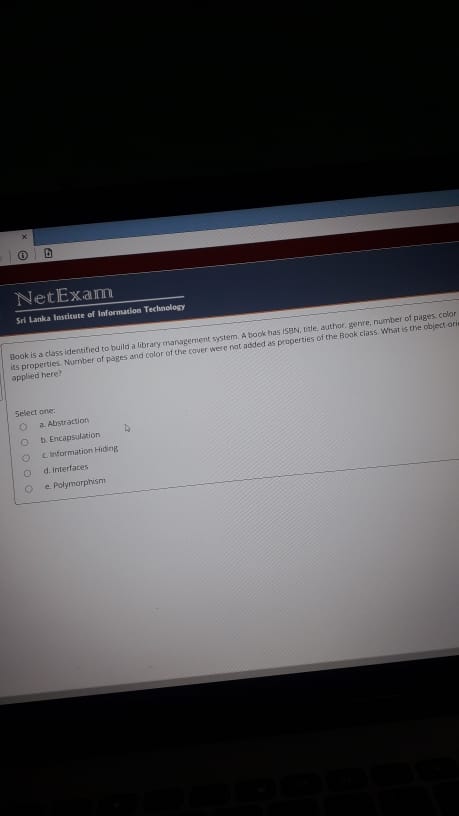 NetExam
Sri Lanka Institute of Information Technology
Book is a class identified to build a library management system. A book has ISBN, title, author, genre, number of pages, color
its properties. Number of pages and color of the cover were not added as properties of the Book class. What is the object
applied here?
Select one:
a. Abstraction
b. Encapsulation
c. Information Hiding
d. Interfaces
e. Polymorphism